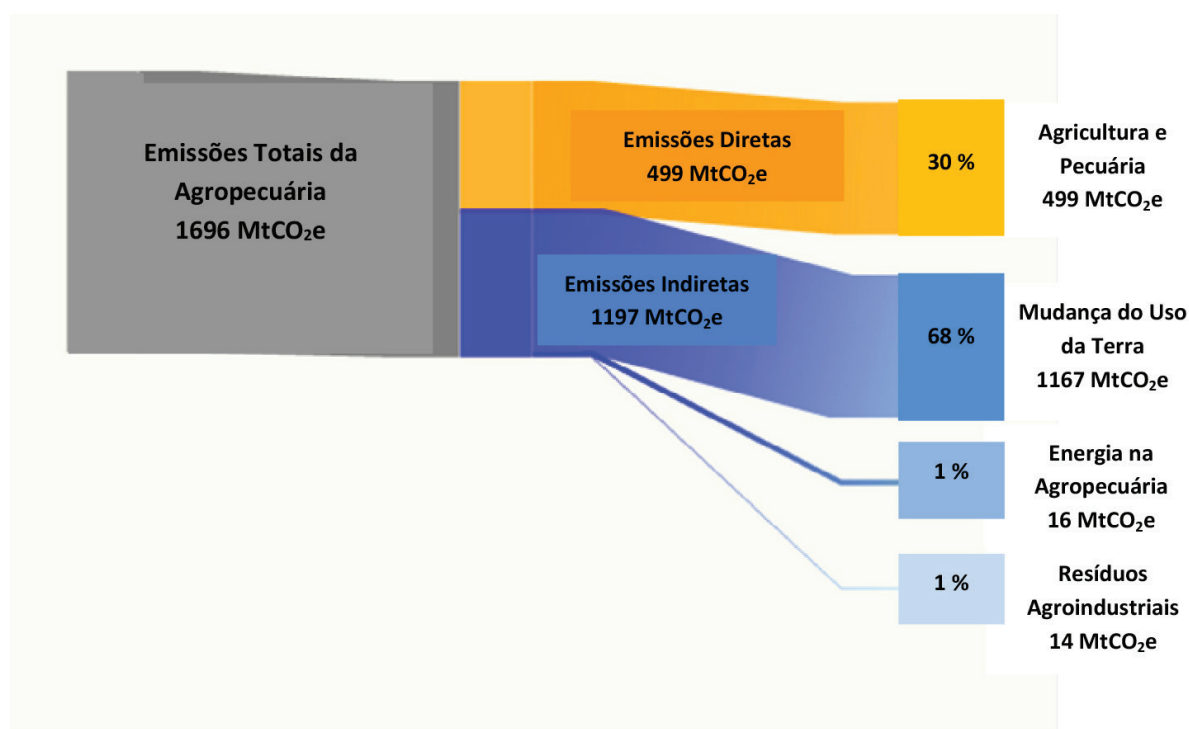 Emissões Totais da
Agropecuária
1696 MtCO₂e
Emissões Diretas
499 MtCO₂e
Emissões Indiretas
1197 MtCO₂e
30 %
Agricultura e
Pecuária
499 MtCO₂e
68 %
Mudança do Uso
da Terra
1167 MtCO₂e
1 %
Energia na
Agropecuária
16 MtCO₂e
1 %
Resíduos
Agroindustriais
14 MtCO₂e